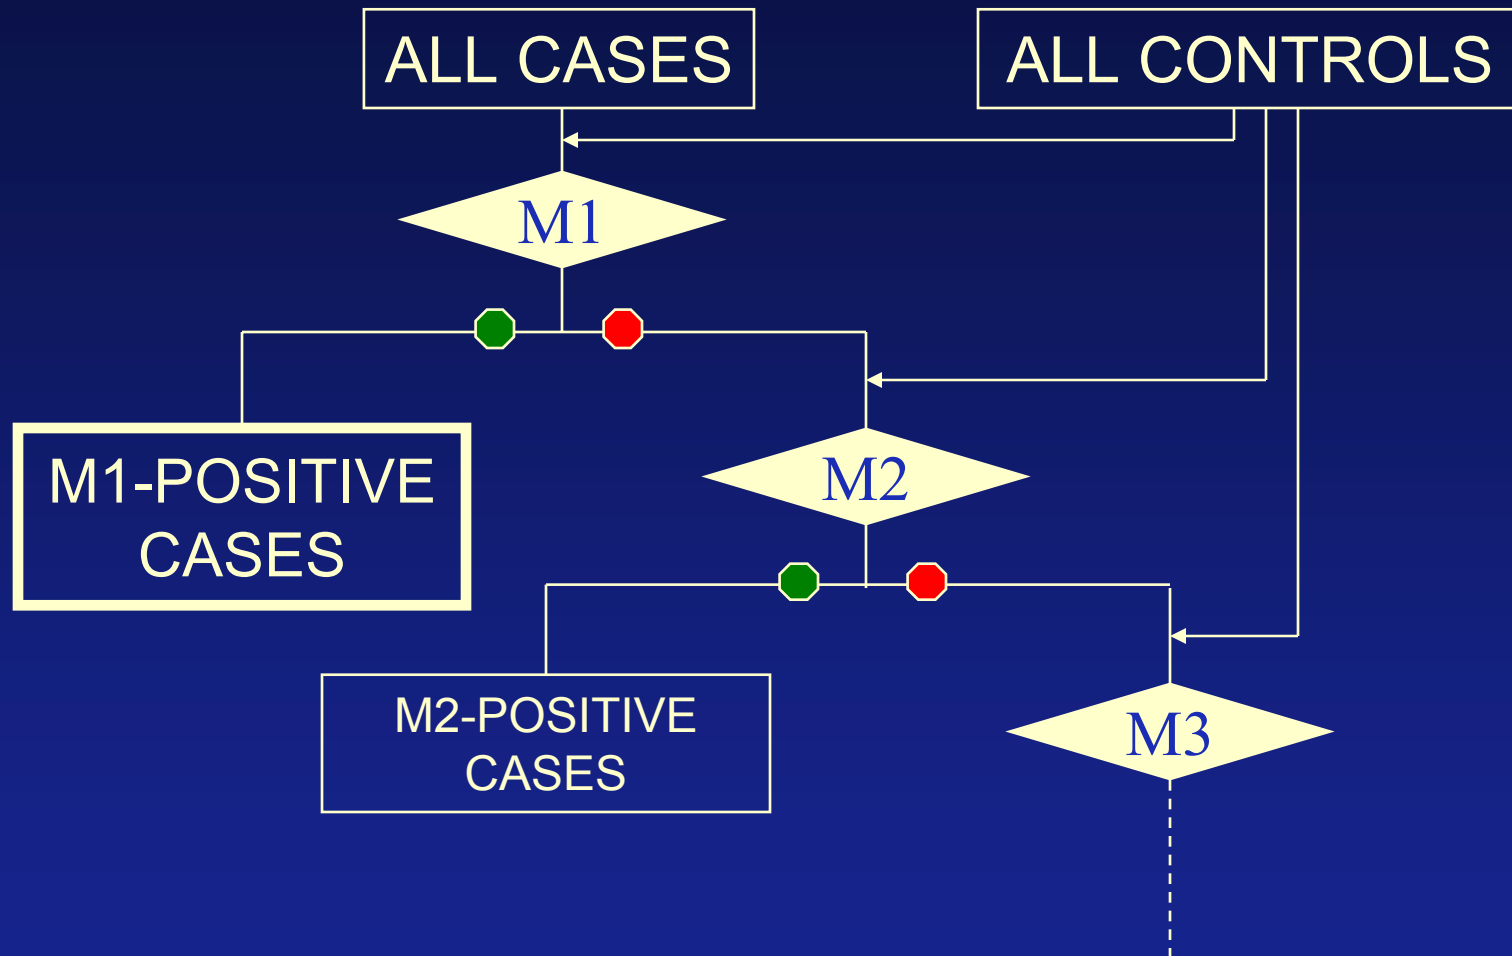 ALL CASES
ALL CONTROLS
M1
M1-POSITIVE
CASES
M2
M2-POSITIVE
CASES
M3